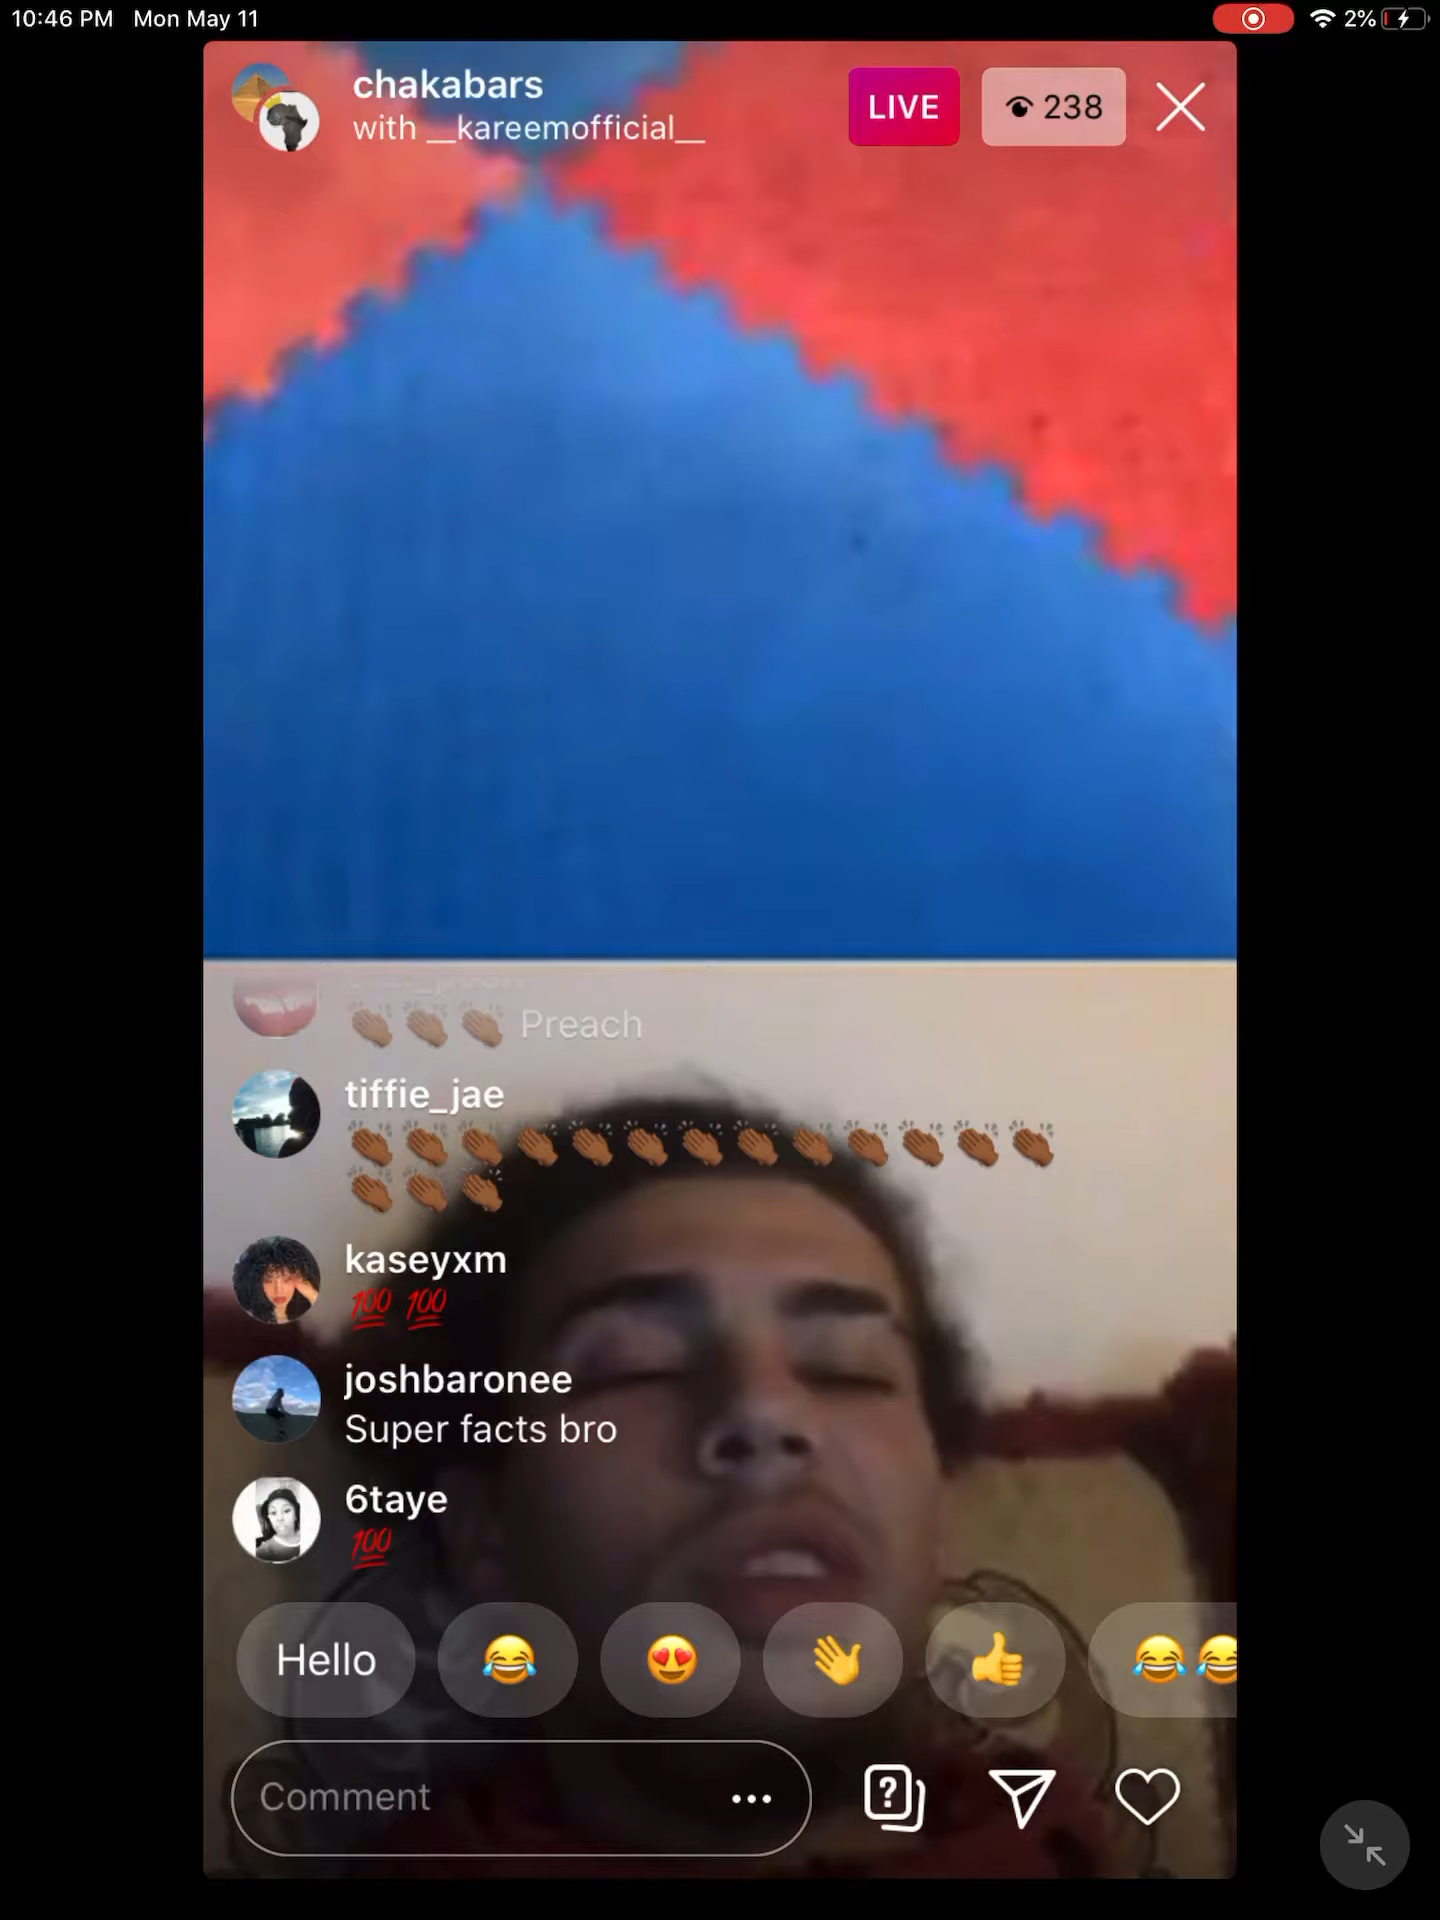 10:46 PM Mon May 11
2%
chakabars
with __kareemofficial__
LIVE
238
👏🏾👏🏾👏🏾 Preach
tiffie_jae
👏🏾👏🏾👏🏾👏🏾👏🏾👏🏾👏🏾👏🏾👏🏾👏🏾👏🏾👏🏾👏🏾
👏🏾👏🏾👏🏾
kaseyxm
💯 💯
joshbaronee
Super facts bro
6taye
💯
Hello
Comment